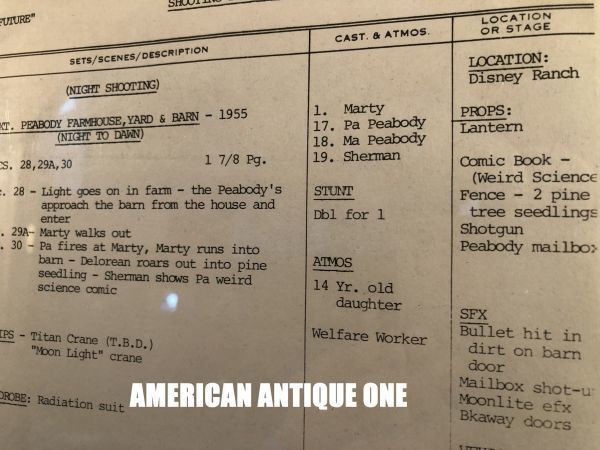 SHOOTING
FUTURE"
SETS/SCENES/DESCRIPTION
(NIGHT SHOOTING)
XT. PEABODY FARMHOUSE,YARD & BARN - 1955
(NIGHT TO DAWN)
CS. 28,29A,30 1 7/8 Pg.
. 28 - Light goes on in farm - the Peabody's
approach the barn from the house and
enter
. 29A- Marty walks out
. 30 - Pa fires at Marty, Marty runs into
barn - Delorean roars out into pine
seedling - Sherman shows Pa weird
science comic
IPS - Titan Crane (T.B.D.)
"Moon Light" crane
DROBE: Radiation suit
CAST. & ATMOS.
1. Marty
17. Pa Peabody
18. Ma Peabody
19. Sherman
STUNT
Dbl for 1
ATMOS
14 Yr. old
daughter
Welfare Worker
LOCATION
OR STAGE
LOCATION:
Disney Ranch
PROPS:
Lantern
Comic Book -
(Weird Science
Fence - 2 pine
tree seedlings
Shotgun
Peabody mailbox
SFX
Bullet hit in
dirt on barn
door
Mailbox shot-u
Moonlite efx
Bkaway doors
AMERICAN ANTIQUE ONE